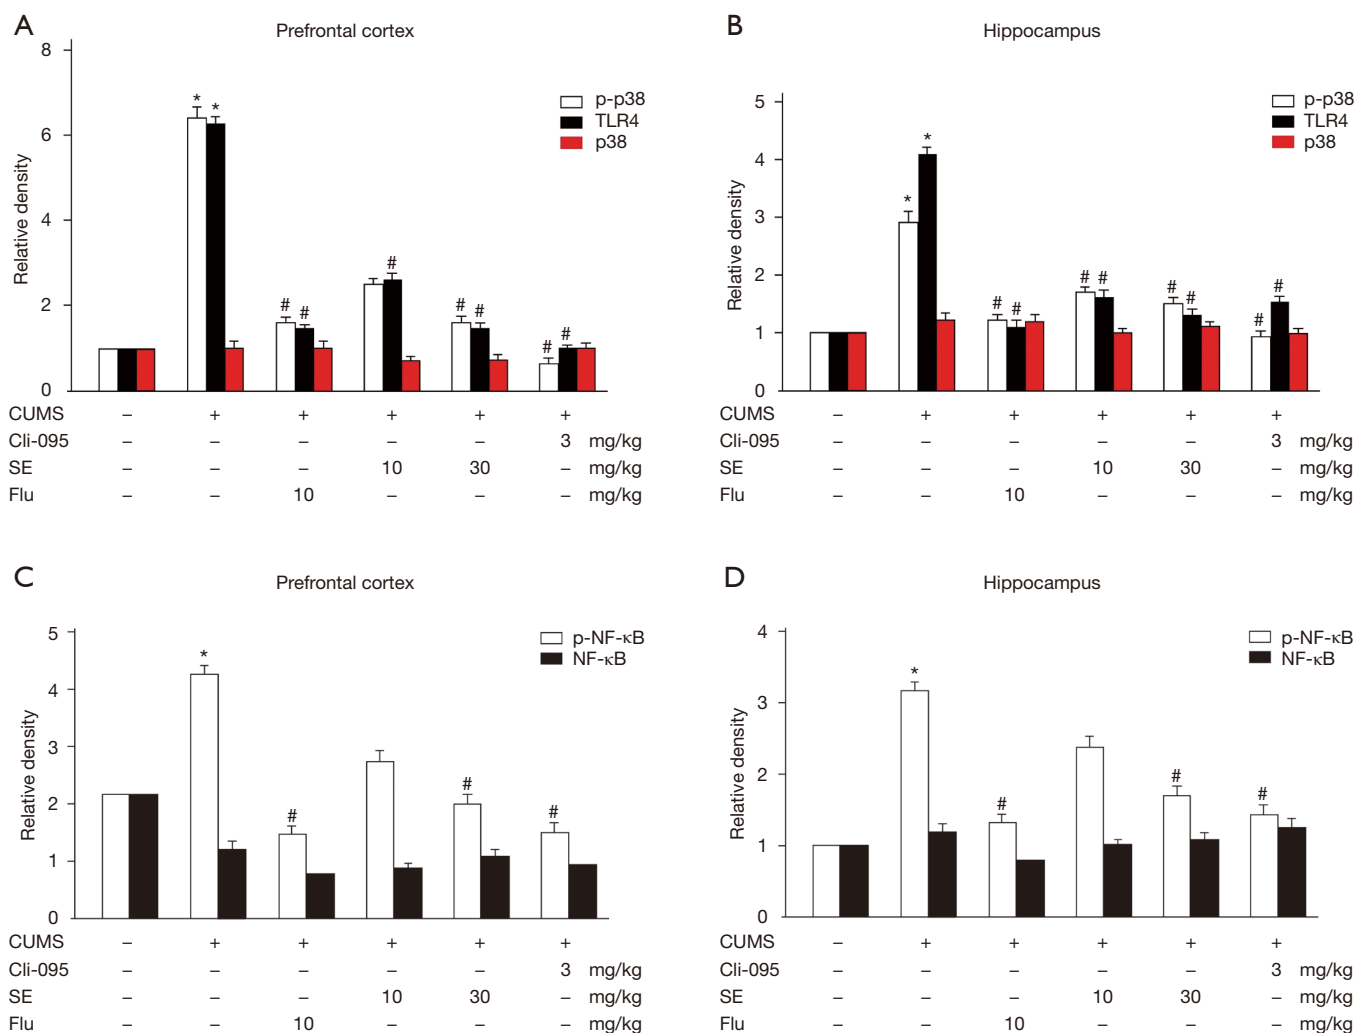 A
Prefrontal cortex
8
6
4
2
0
Relative density
* *
# #
#
# #
# #
p-p38
TLR4
p38
CUMS – + + + + +
Cli-095 – – – – – 3 mg/kg
SE – – – 10 30 – mg/kg
Flu – – 10 – – – mg/kg
B
Hippocampus
5
4
3
2
1
0
Relative density
* *
# #
# #
# #
# #
p-p38
TLR4
p38
CUMS – + + + + +
Cli-095 – – – – – 3 mg/kg
SE – – – 10 30 – mg/kg
Flu – – 10 – – – mg/kg
C
Prefrontal cortex
5
4
3
2
1
0
Relative density
*
#
#
#
p-NF-κB
NF-κB
CUMS – + + + + +
Cli-095 – – – – – 3 mg/kg
SE – – – 10 30 – mg/kg
Flu – – 10 – – – mg/kg
D
Hippocampus
4
3
2
1
0
Relative density
*
#
#
#
p-NF-κB
NF-κB
CUMS – + + + + +
Cli-095 – – – – – 3 mg/kg
SE – – – 10 30 – mg/kg
Flu – – 10 – – – mg/kg